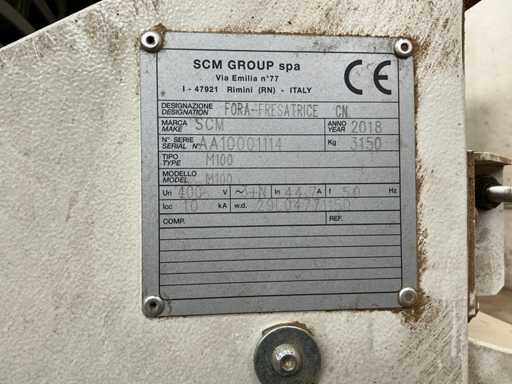 SCM GROUP spa
Via Emilia n°77
I - 47921 Rimini (RN) - ITALY
CE
DESIGNAZIONE
DESIGNATION FORA-FRESATRICE CN
MARCA
MAKE SCM ANNO
YEAR 2018
N° SERIE
SERIAL N° AA10001114 Kg 3150
TIPO
TYPE M100
MODELLO
MODEL M100
Un 400 V ~ +N In A f 50 Hz
Icc 10 kA w.d.
COMP. REF.